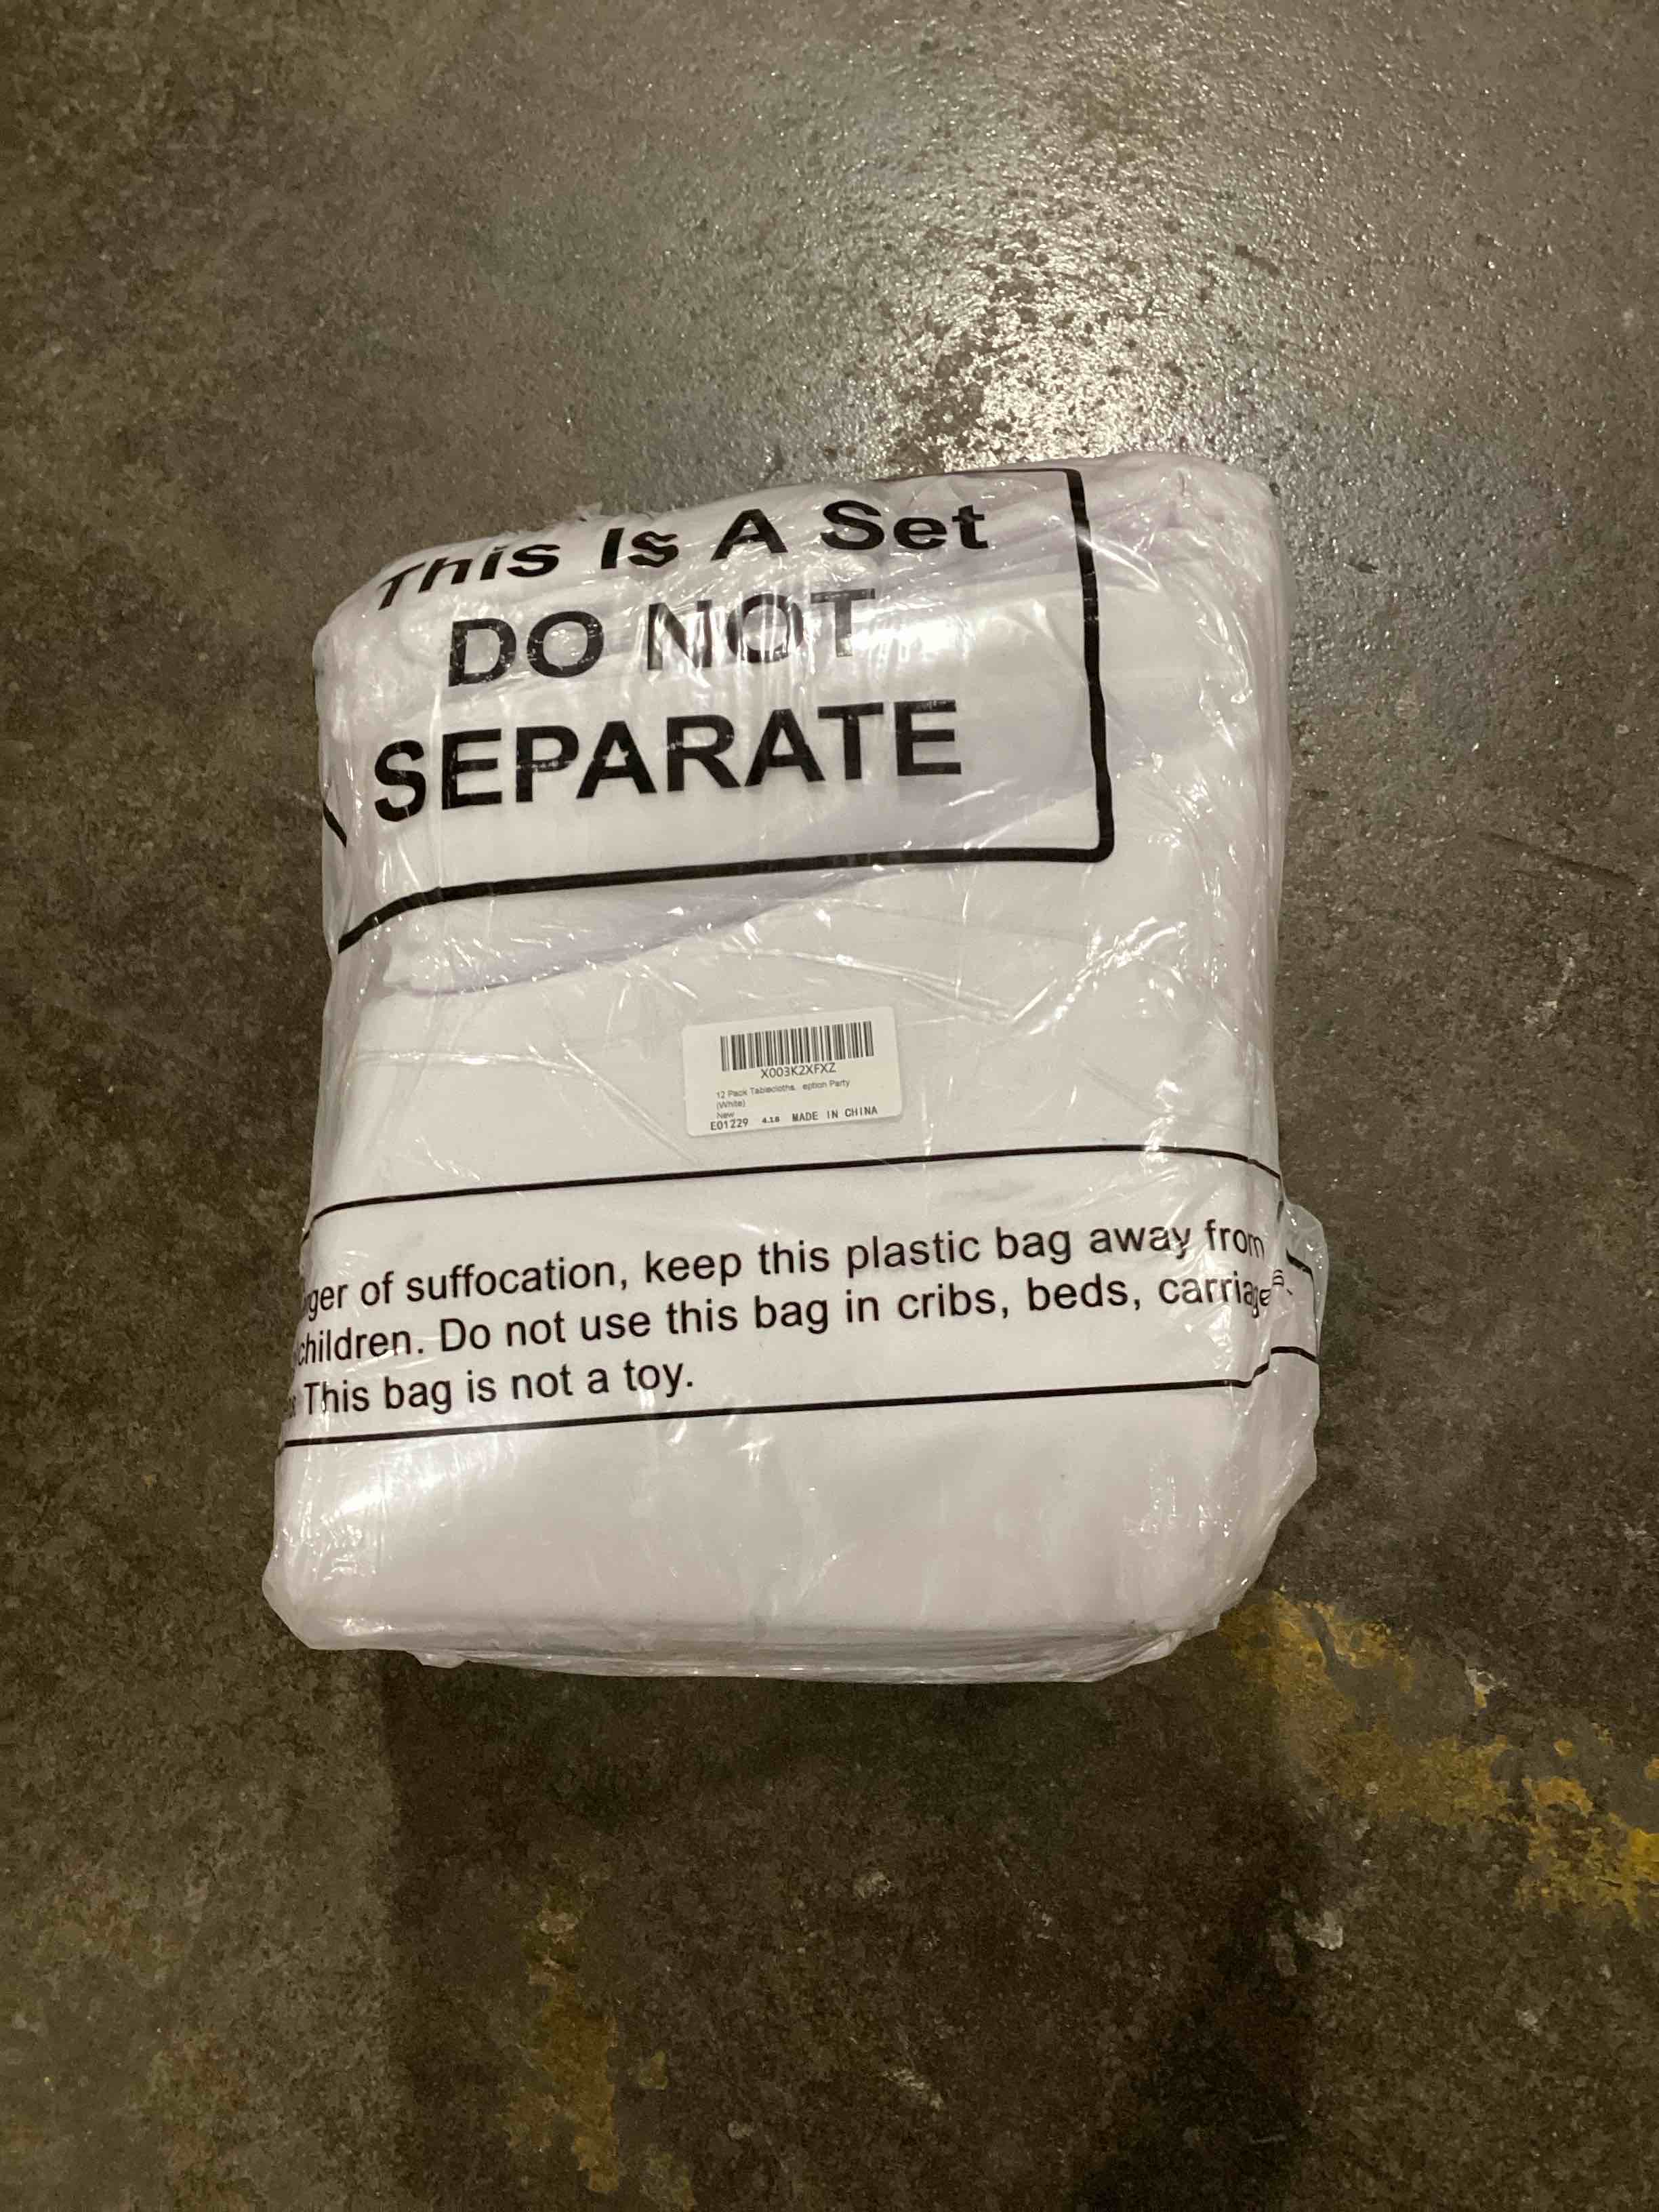 This Is A Set
DO NOT
SEPARATE
X003K2XFXZ
12 Pack Tablecloths, eption Party
(White)
New
E01229 4.18 MADE IN CHINA
ger of suffocation, keep this plastic bag away from
children. Do not use this bag in cribs, beds, carriage
This bag is not a toy.